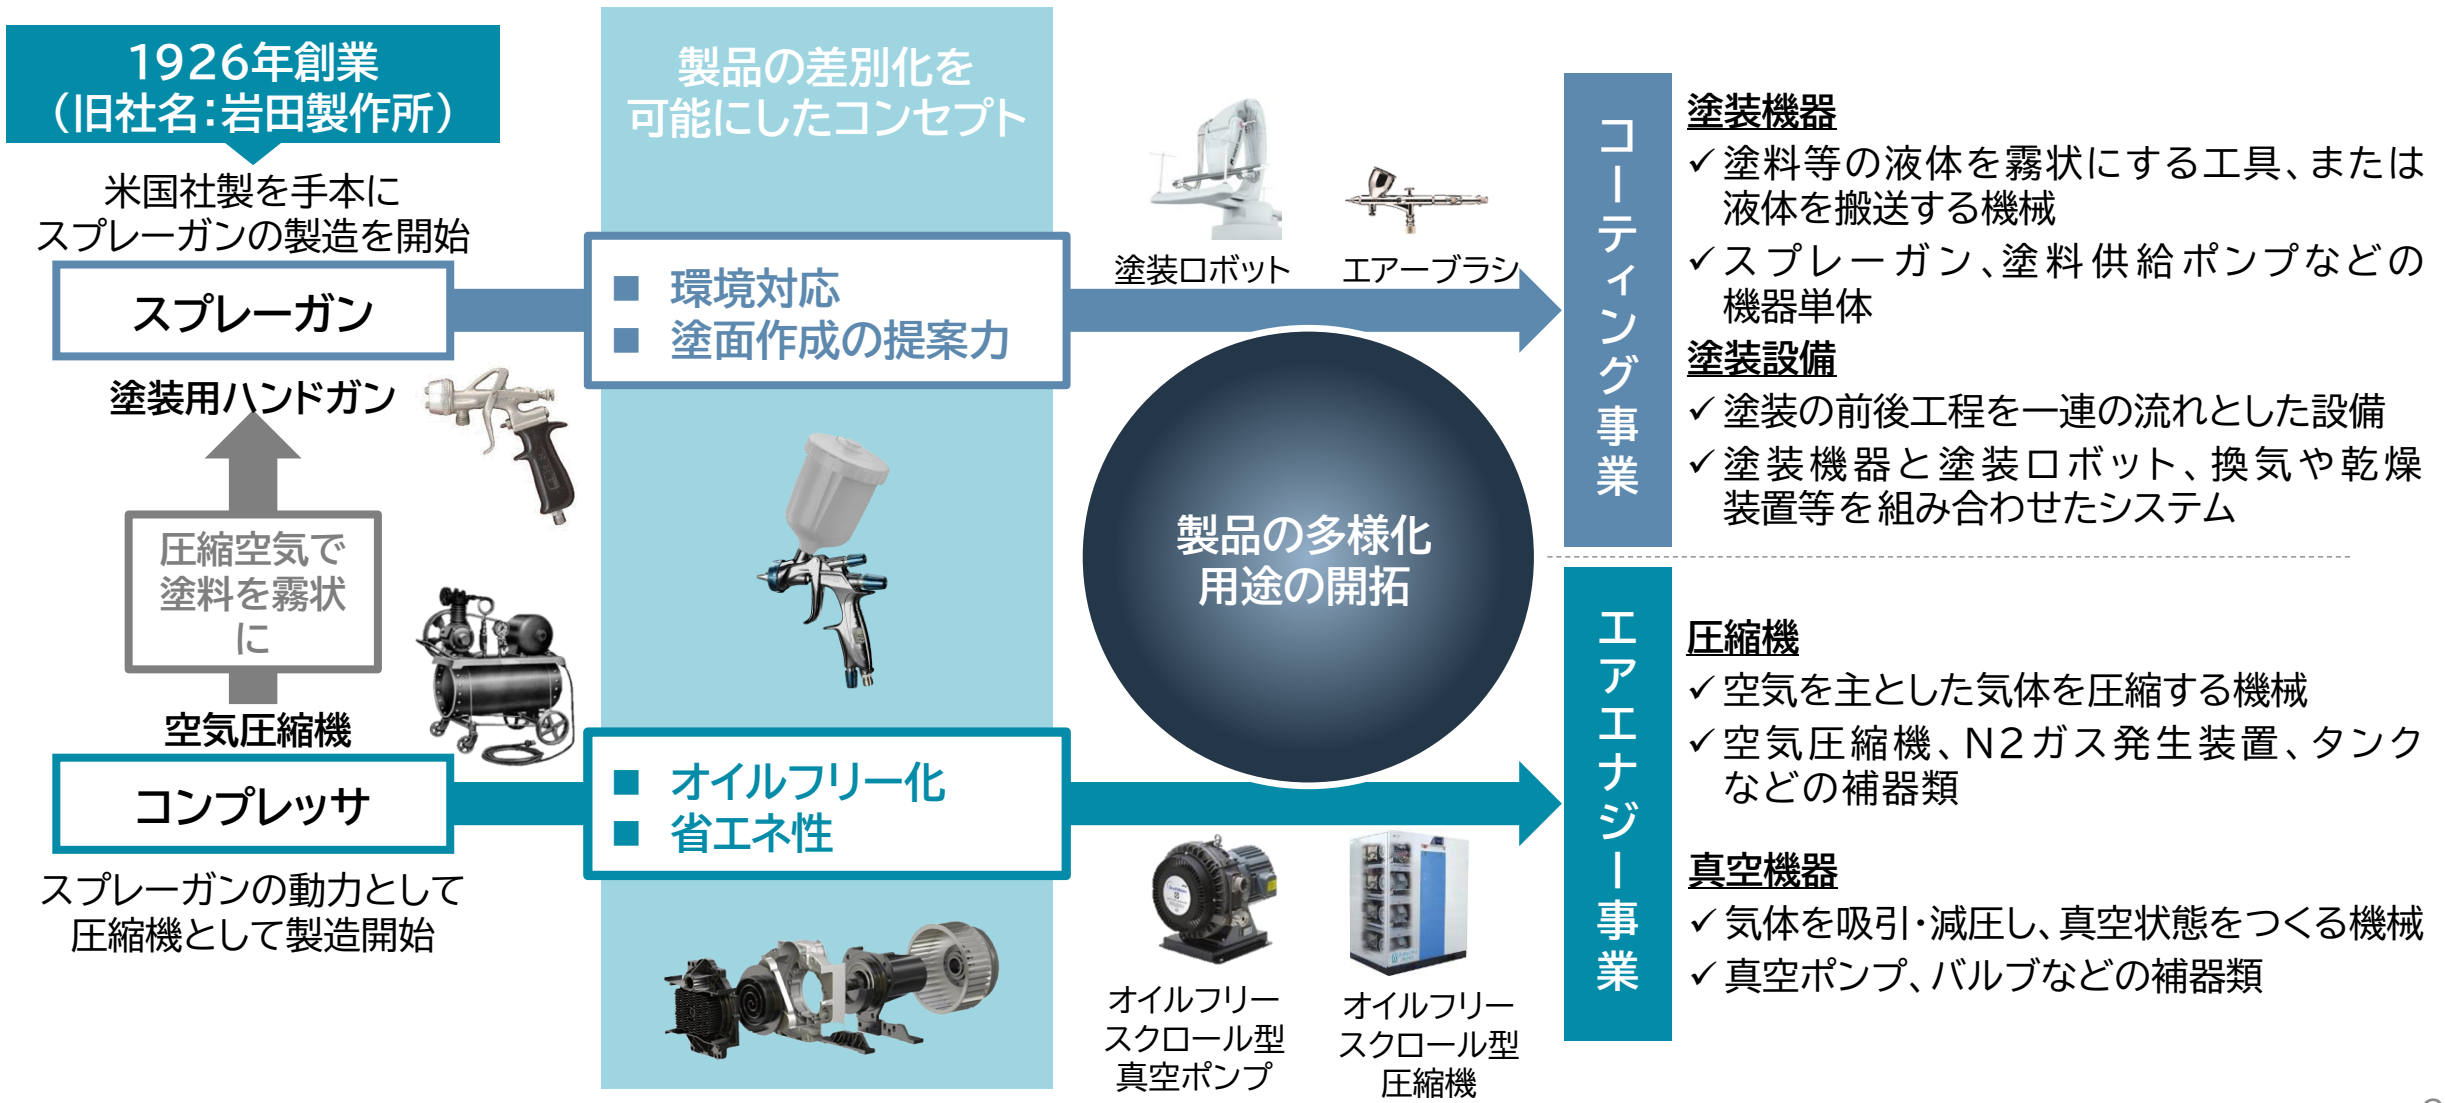 1926年創業
（旧社名：岩田製作所）
米国社製を手本に
スプレーガンの製造を開始
スプレーガン
塗装用ハンドガン
圧縮空気で
塗料を霧状
に
空気圧縮機
コンプレッサ
スプレーガンの動力として
圧縮機として製造開始
製品の差別化を
可能にしたコンセプト
■ 環境対応
■ 塗面作成の提案力
■ オイルフリー化
■ 省エネ性
塗装ロボット
エアーブラシ
製品の多様化
用途の開拓
オイルフリー
スクロール型
真空ポンプ
オイルフリー
スクロール型
圧縮機
コーティング事業
塗装機器
✓ 塗料等の液体を霧状にする工具、または
液体を搬送する機械
✓ スプレーガン、塗料供給ポンプなどの
機器単体
塗装設備
✓ 塗装の前後工程を一連の流れとした設備
✓ 塗装機器と塗装ロボット、換気や乾燥
装置等を組み合わせたシステム
エアエナジー事業
圧縮機
✓ 空気を主とした気体を圧縮する機械
✓ 空気圧縮機、N2ガス発生装置、タンク
などの補器類
真空機器
✓ 気体を吸引・減圧し、真空状態をつくる機械
✓ 真空ポンプ、バルブなどの補器類